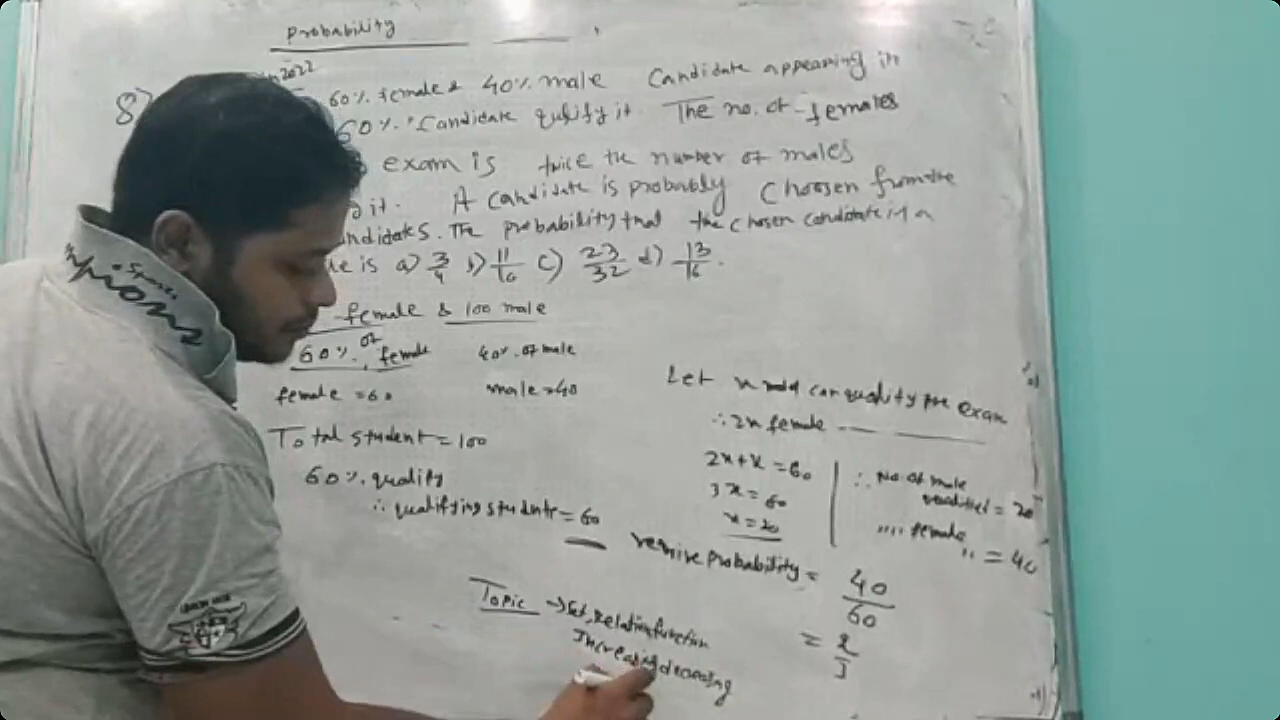 Probability
2022
8)
60% female & 40% male Candidate appearing in
60% Candidate qulify it. The no. of females
exam is twice the number of males
it. A candidate is probably Choosen from the
andidates. The probability that the chosen candidate is a
is a) 3/4 b) 11/16 c) 23/32 d) 13/16.
female & 100 male
60% of female 40% of male
female = 60 male = 40
Total student = 100
60% qualify
∴ qualifying students = 60
Let x male can qualify the exam
∴ 2x female
2x + x = 60
3x = 60
x = 20
∴ No of male
qualified = 20
,,,, female ,, = 40
probability = 40/60
= 2/3
Topic → Set, Relation function
Increasing decreasing
Sports